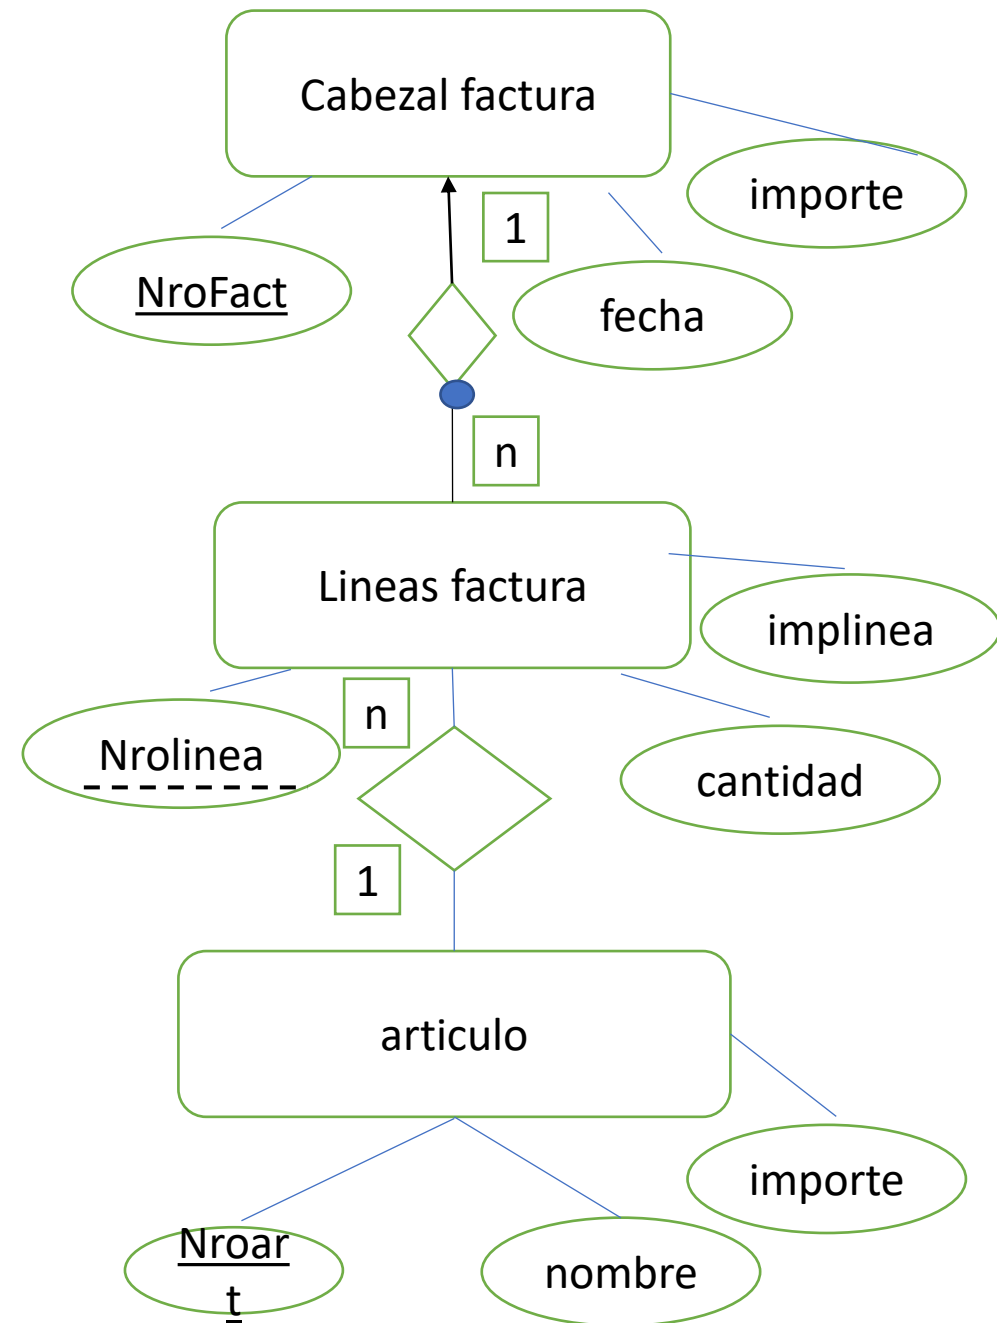 Cabezal factura
importe
1
NroFact
fecha
n
Lineas factura
implinea
n
Nrolinea
cantidad
1
articulo
importe
Nroar
t
nombre